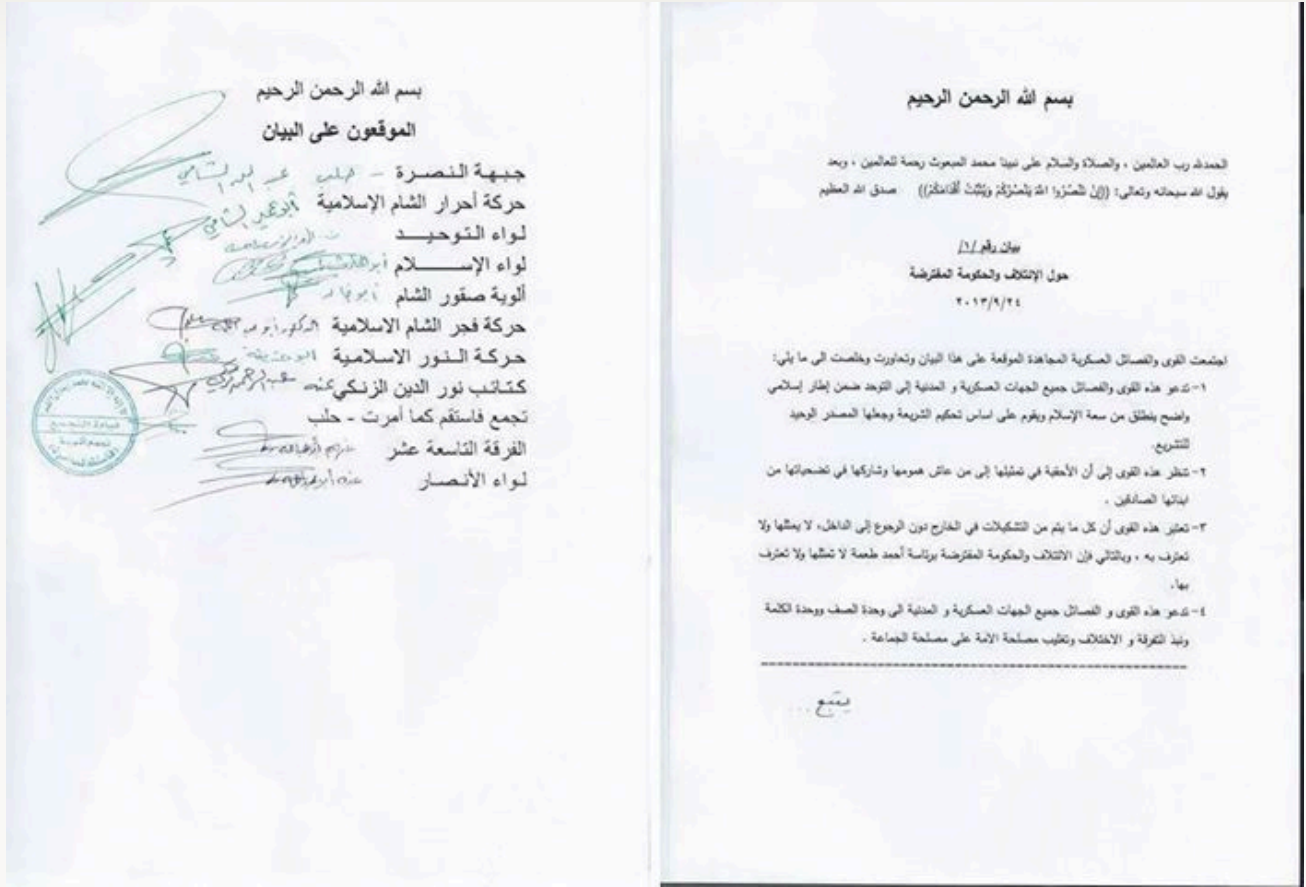 بسم الله الرحمن الرحيم
الحمدلله رب العالمين ، والصلاة والسلام على نبينا محمد المبعوث رحمة للعالمين ، وبعد
يقول الله سبحانه وتعالى: ((إِنْ تَنْصُرُوا اللهَ يَنْصُرْكُمْ وَيُثَبِّتْ أَقْدَامَكُمْ)) صدق الله العظيم
بيان رقم /١/
حول الإئتلاف والحكومة المفترضة
٢٠١٣/٩/٢٤
اجتمعت القوى والفصائل العسكرية المجاهدة الموقعة على هذا البيان وتحاورت وخلصت الى ما يلي:
١- تدعو هذه القوى والفصائل جميع الجهات العسكرية و المدنية إلى التوحد ضمن إطار إسلامي
واضح ينطلق من سعة الإسلام ويقوم على اساس تحكيم الشريعة وجعلها المصدر الوحيد
للتشريع.
٢- تنظر هذه القوى إلى أن الأحقية في تمثيلها إلى من عاش همومها وشاركها في تضحياتها من
ابنائها الصادقين .
٣- تعتبر هذه القوى أن كل ما يتم من التشكيلات في الخارج دون الرجوع إلى الداخل، لا يمثلها ولا
تعترف به ، وبالتالي فإن الائتلاف والحكومة المفترضة برئاسة أحمد طعمة لا تمثلها ولا تعترف
بها.
٤- تدعو هذه القوى و الفصائل جميع الجهات العسكرية و المدنية الى وحدة الصف ووحدة الكلمة
ونبذ التفرقة و الاختلاف وتغليب مصلحة الامة على مصلحة الجماعة .
يتبع ...
بسم الله الرحمن الرحيم
الموقعون على البيان
جبهة النصرة - حلب
حركة أحرار الشام الإسلامية
لواء التوحيد
لواء الإسلام
ألوية صقور الشام
حركة فجر الشام الاسلامية
حركة النور الاسلامية
كتائب نور الدين الزنكي
تجمع فاستقم كما أمرت - حلب
الفرقة التاسعة عشر
لواء الأنصار